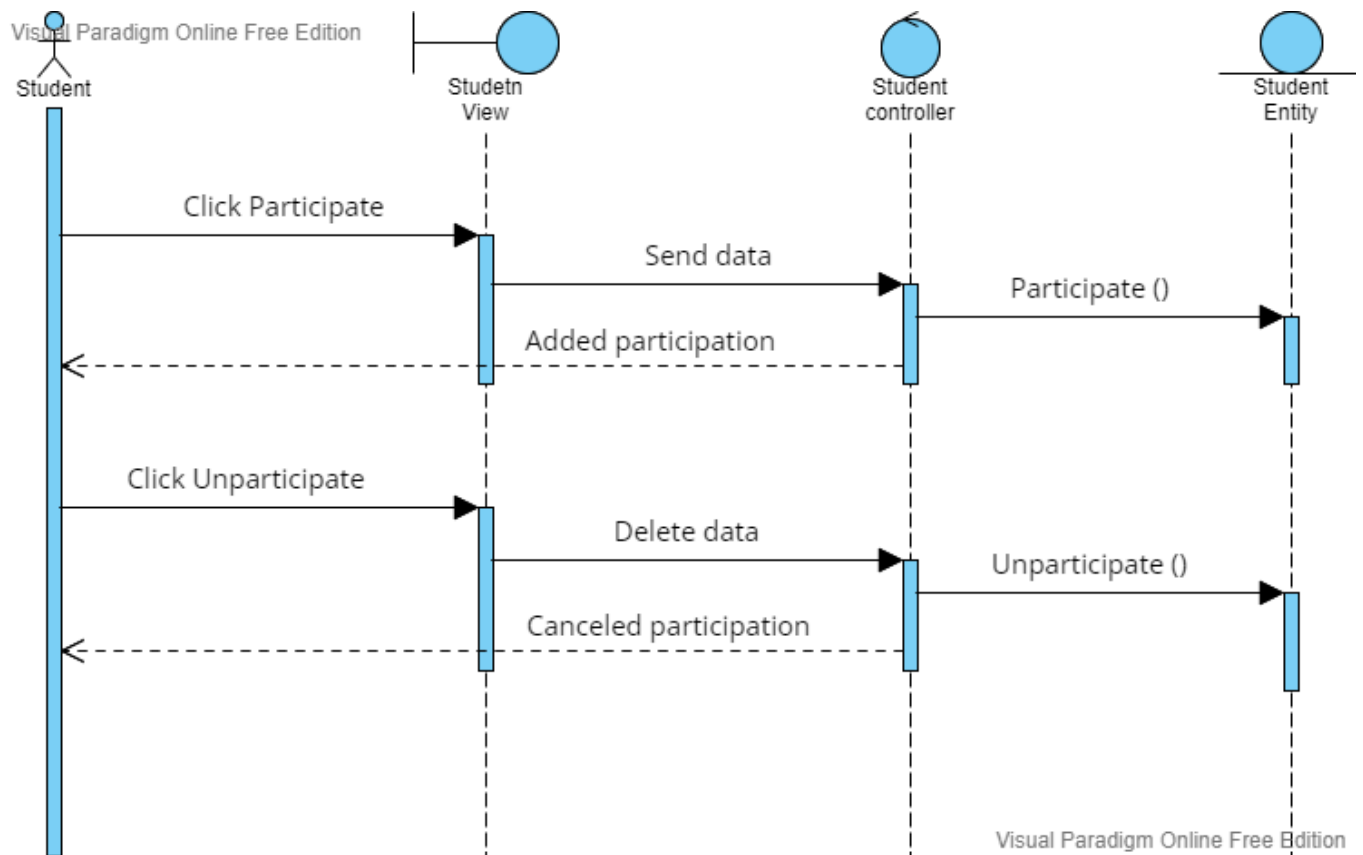 Visual Paradigm Online Free Edition
Student
Studetn
View
Student
controller
Student
Entity
Click Participate
Send data
Participate ()
Added participation
Click Unparticipate
Delete data
Unparticipate ()
Canceled participation
Visual Paradigm Online Free Edition